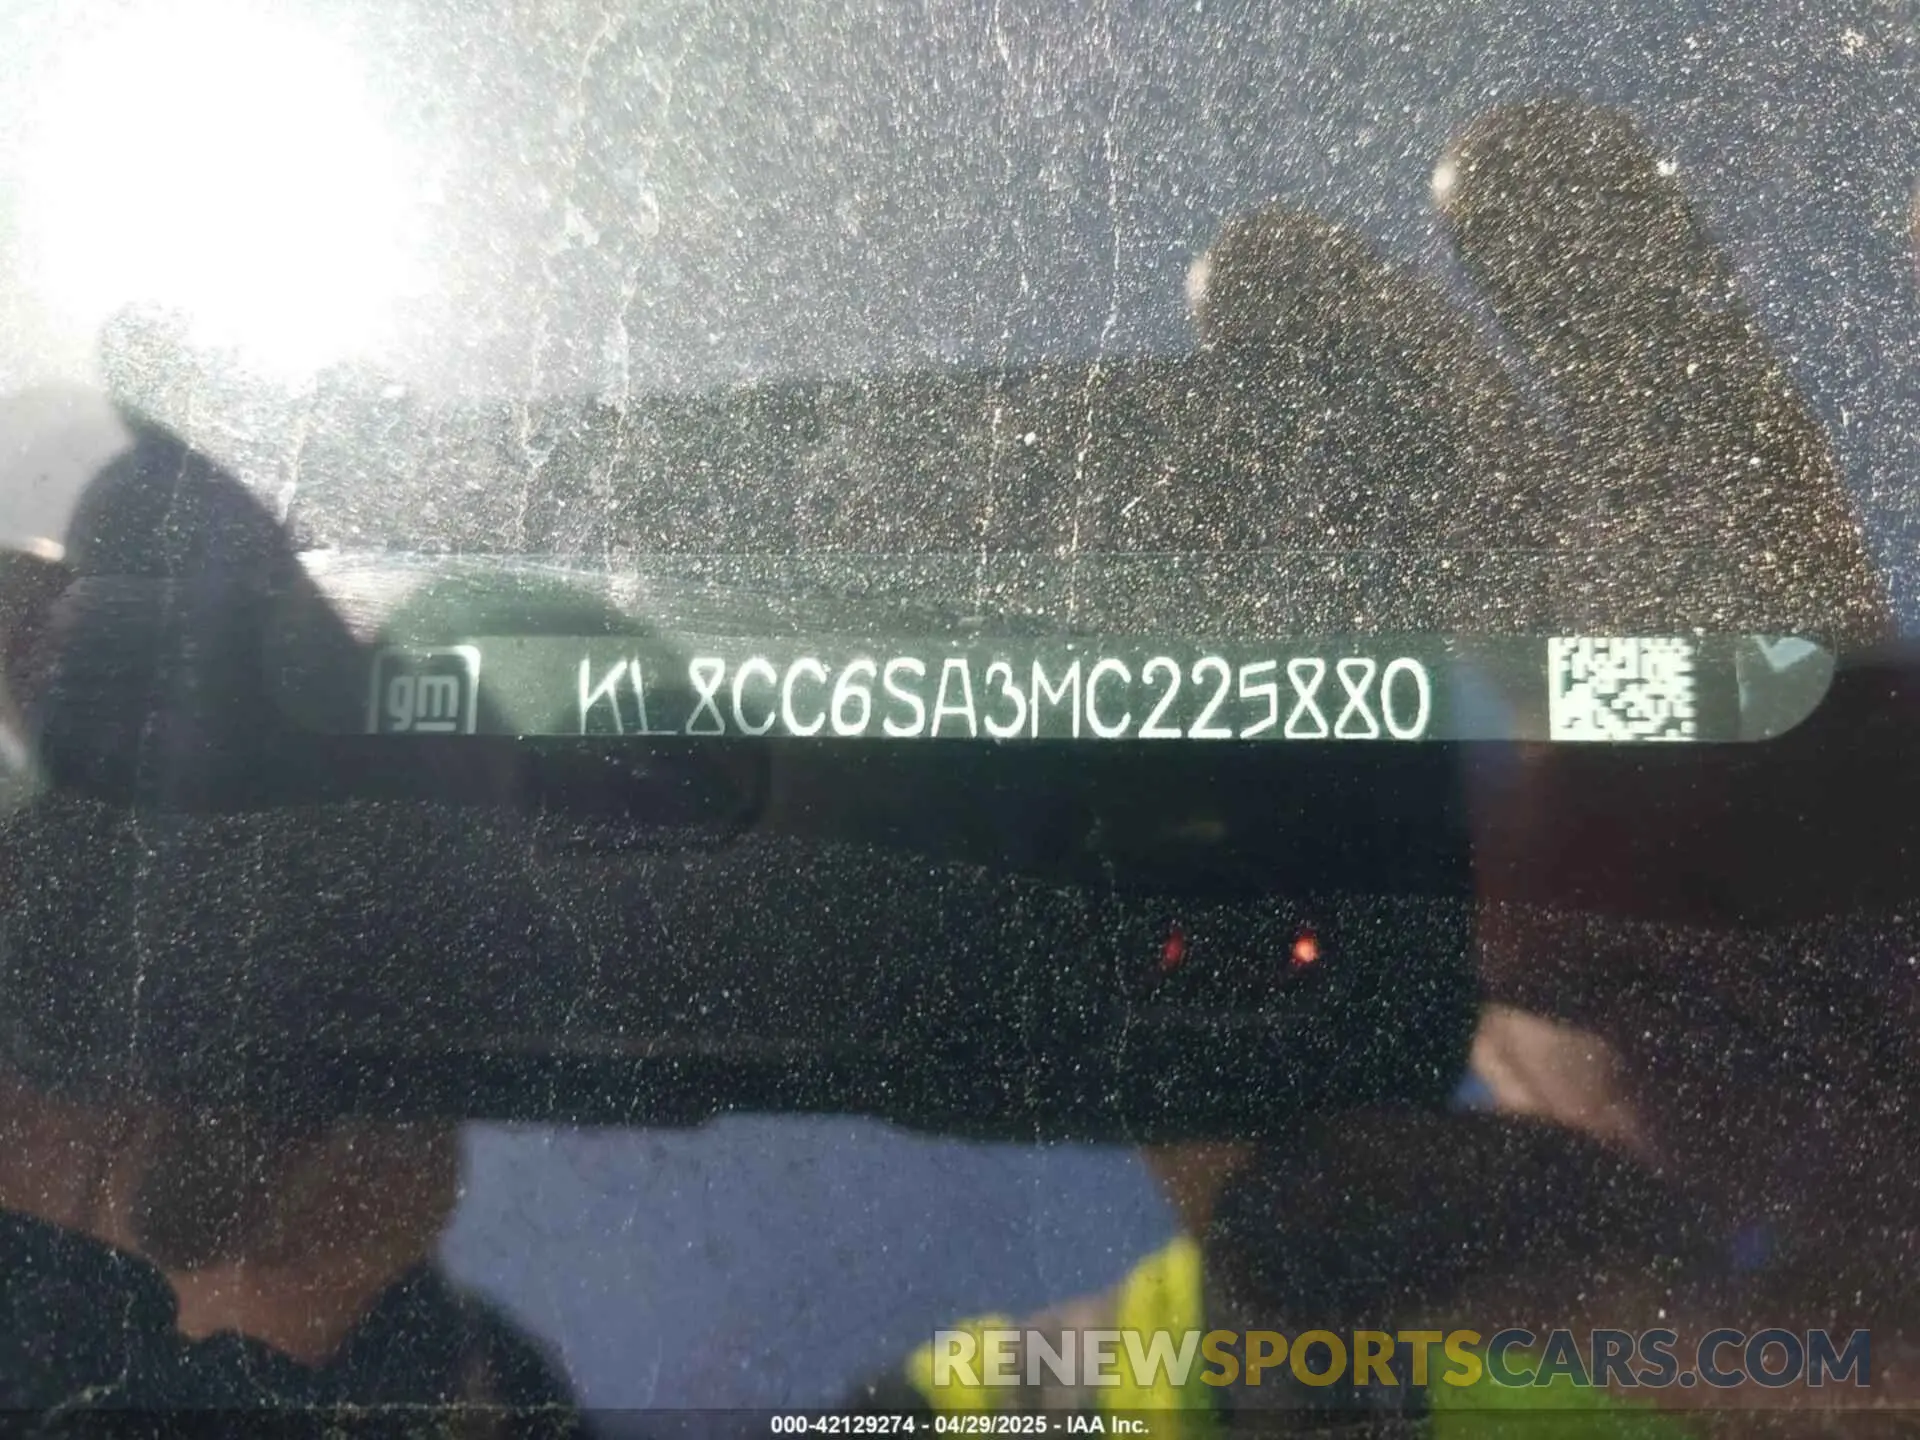 gm KL8CC6SA3MC225880
RENEWSPORTSCARS.COM
000-42129274 - 04/29/2025 - IAA Inc.